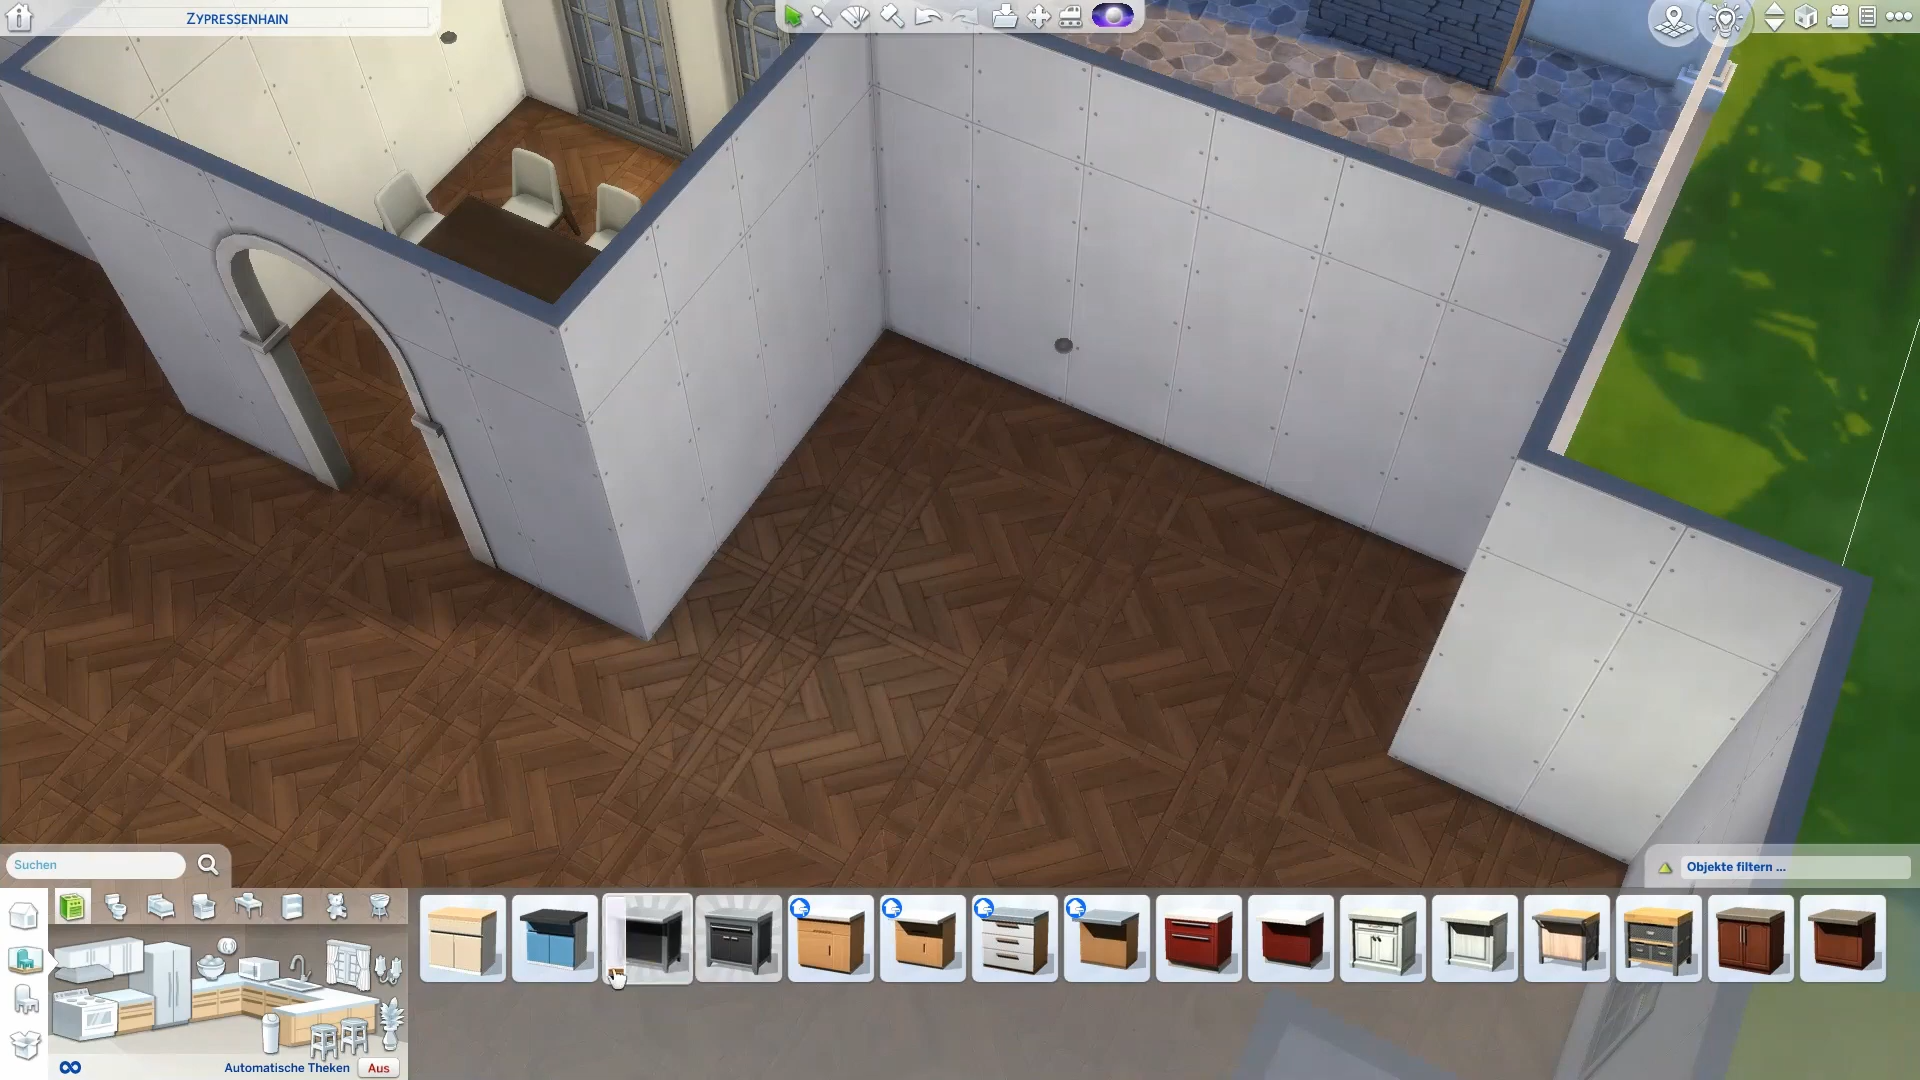 Zypressenhain
Suchen
Objekte filtern ...
Automatische Theken Aus